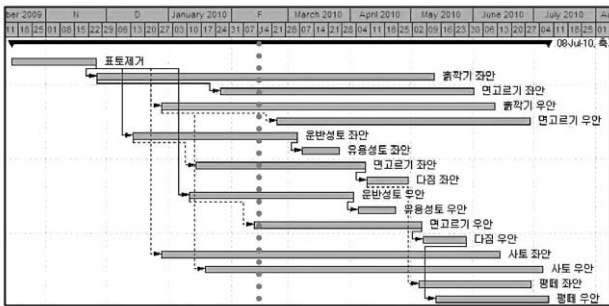 ber 2009 N D January 2010 F March 2010 April 2010 May 2010 June 2010 July 2010 A
11 18 25 01 08 15 22 29 06 13 20 27 03 10 17 24 31 07 14 21 28 07 14 21 28 04 11 18 25 02 09 16 23 30 06 13 20 27 04 11 18 25 01
08-Jul-10, 축
표토제거
흙깍기 좌안
면고르기 좌안
흙깍기 우안
면고르기 우안
운반성토 좌안
유용성토 좌안
면고르기 좌안
다짐 좌안
운반성토 우안
유용성토 우안
면고르기 우안
다짐 우안
사토 좌안
사토 우안
평떼 좌안
평떼 우안